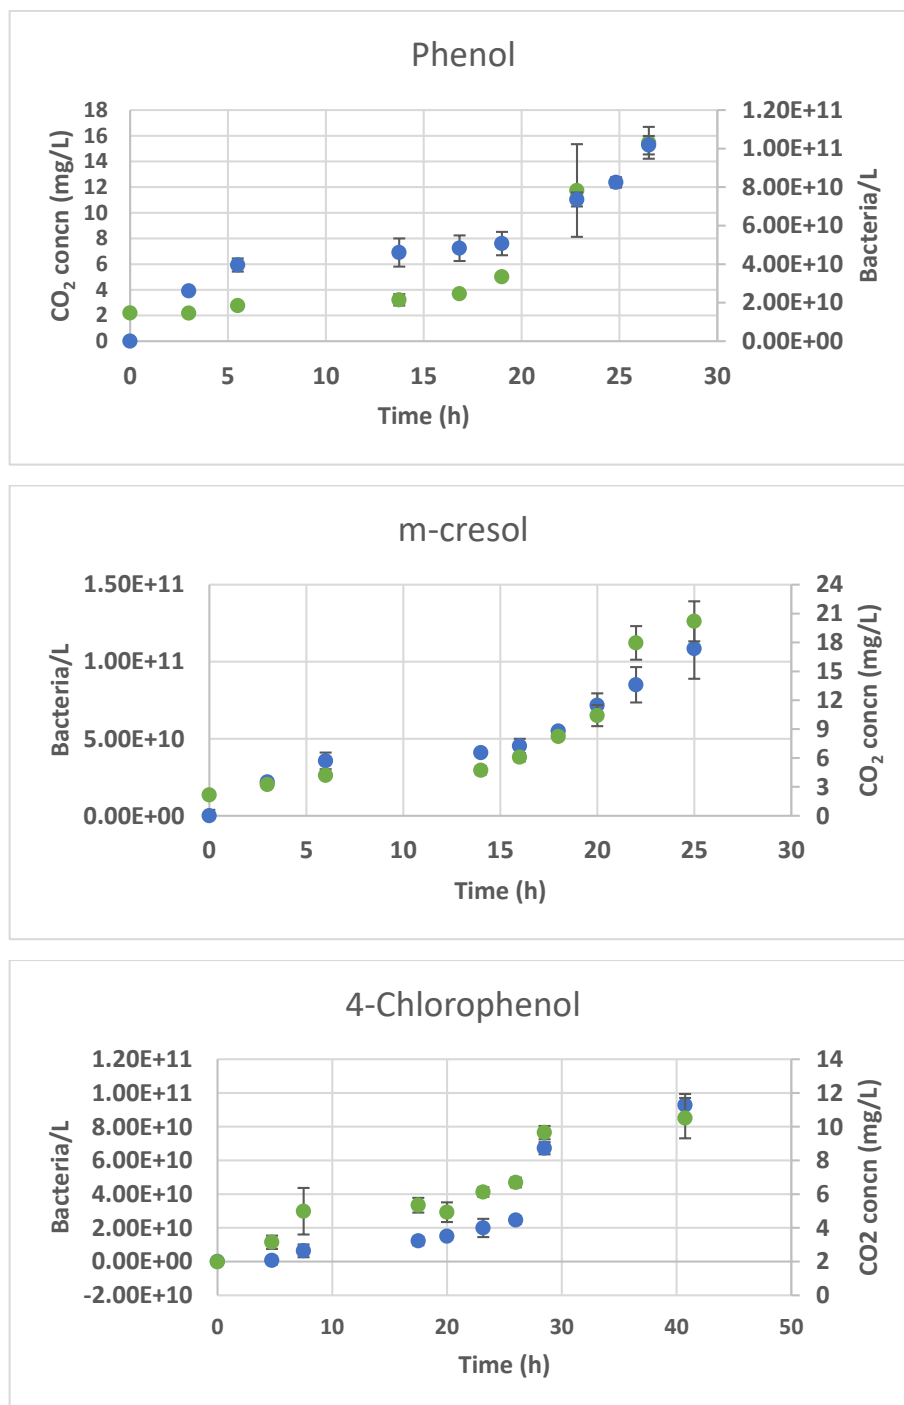 Phenol
18
16
14
12
10
8
6
4
2
0
CO2 concn (mg/L)
1.20E+11
1.00E+11
8.00E+10
6.00E+10
4.00E+10
2.00E+10
0.00E+00
Bacteria/L
0 5 10 15 20 25 30
Time (h)
m-cresol
1.50E+11
1.00E+11
5.00E+10
0.00E+00
Bacteria/L
24
21
18
15
12
9
6
3
0
CO2 concn (mg/L)
0 5 10 15 20 25 30
Time (h)
4-Chlorophenol
1.20E+11
1.00E+11
8.00E+10
6.00E+10
4.00E+10
2.00E+10
0.00E+00
-2.00E+10
Bacteria/L
14
12
10
8
6
4
2
0
CO2 concn (mg/L)
0 10 20 30 40 50
Time (h)